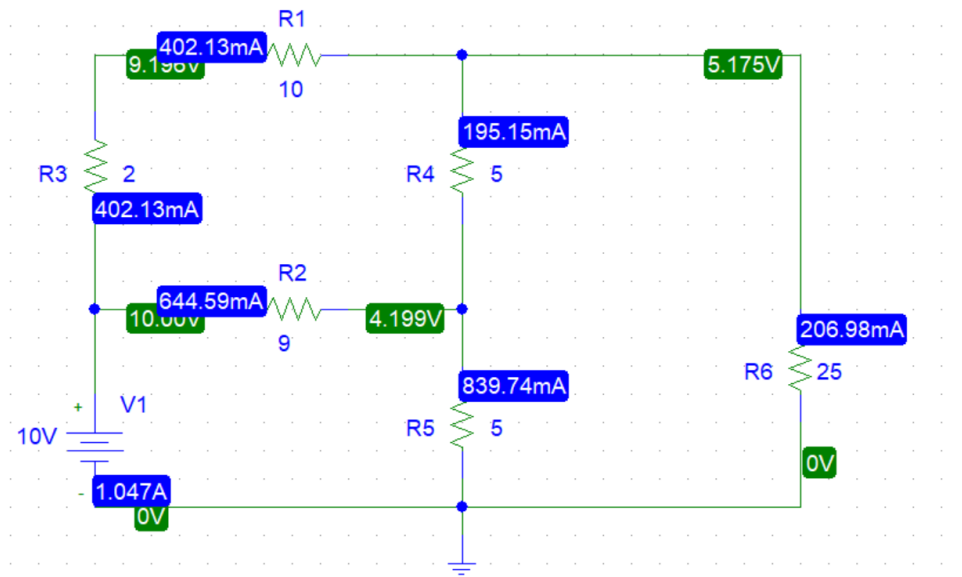 R1
402.13mA
9.196V
5.175V
10
195.15mA
R3
2
R4
5
402.13mA
R2
644.59mA
10.00V
4.199V
206.98mA
9
R6
25
839.74mA
+
V1
10V
R5
5
0V
-
1.047A
0V